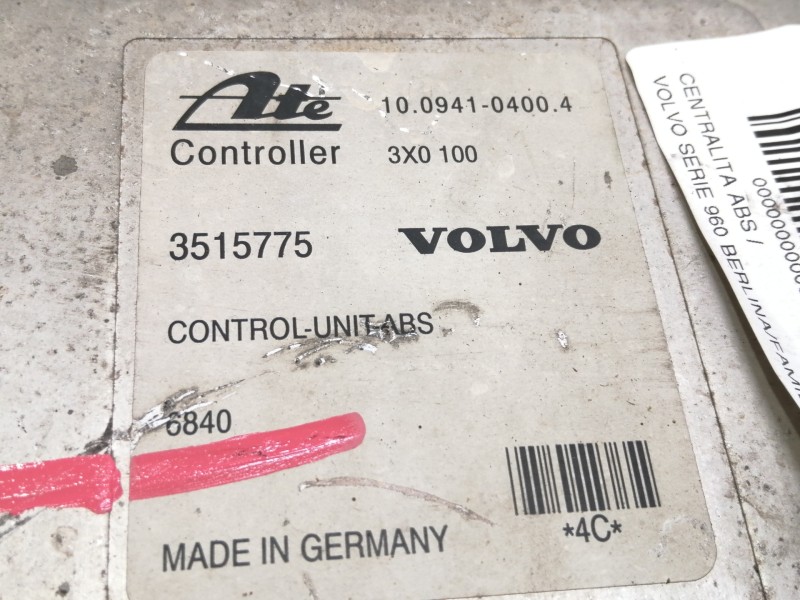 Ate 10.0941-0400.4
Controller 3X0 100
3515775 VOLVO
CONTROL-UNIT-ABS
6840
*4C*
MADE IN GERMANY
CENTRALITA ABS /
VOLVO SERIE 960 BERLINA/FAMI